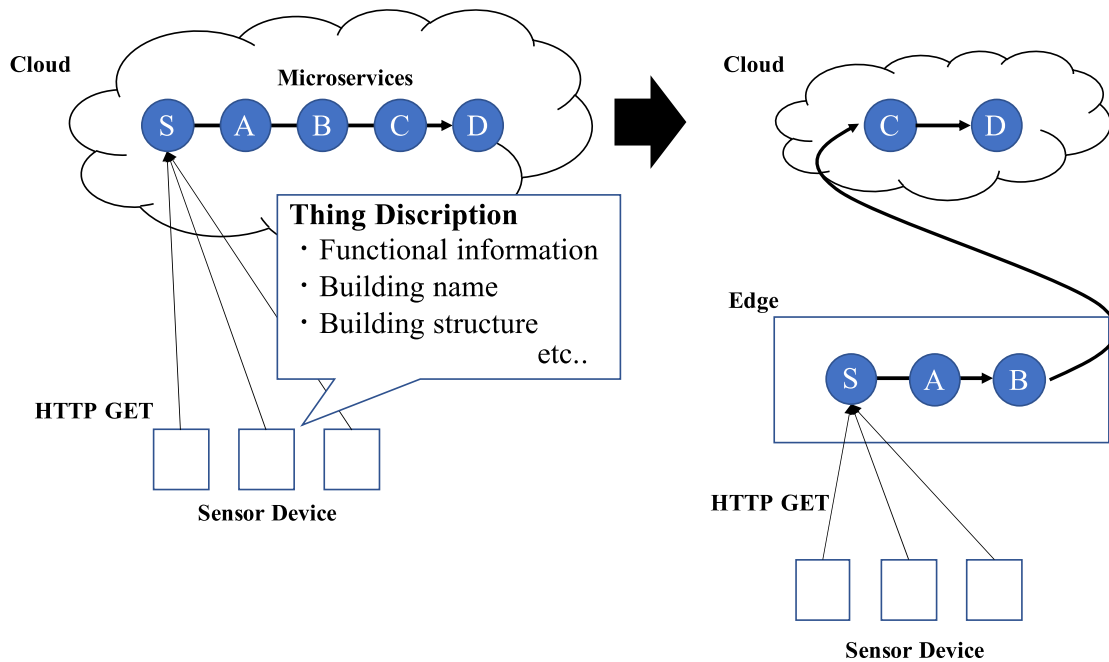 Cloud
Microservices
S A B C D
Thing Discription
・Functional information
・Building name
・Building structure
etc..
HTTP GET
Sensor Device
Cloud
C D
Edge
S A B
HTTP GET
Sensor Device